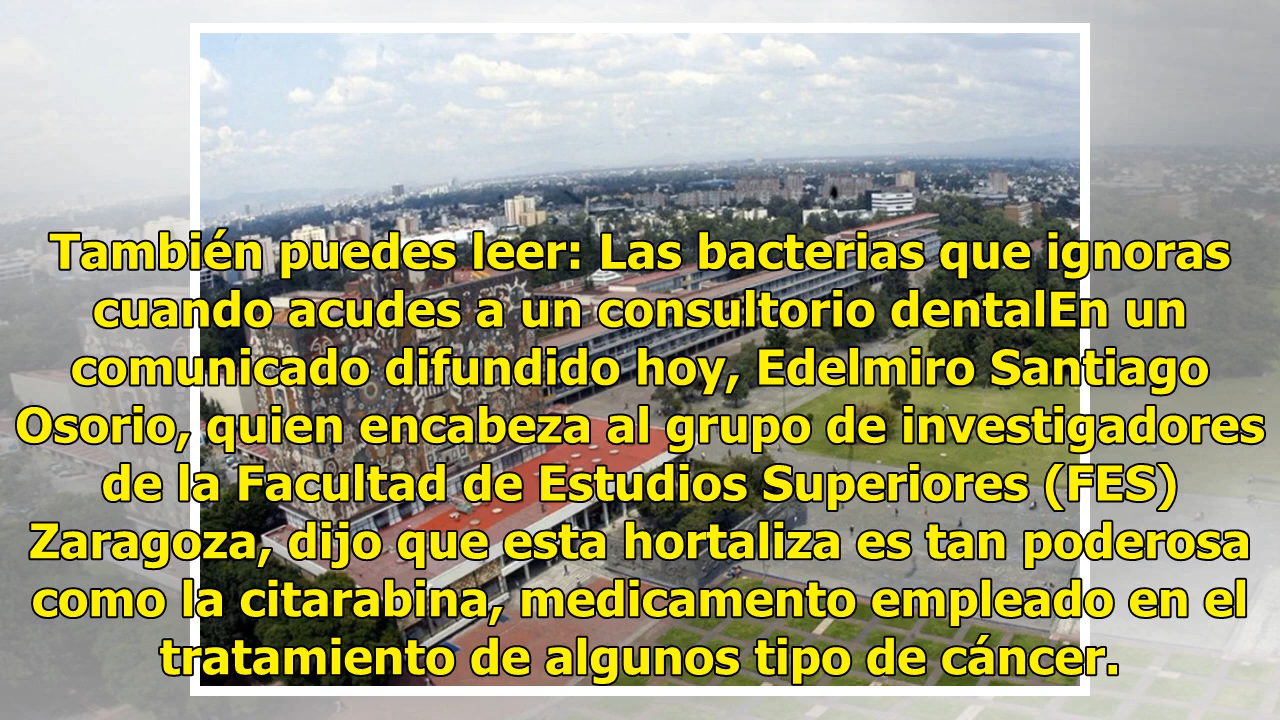 También puedes leer: Las bacterias que ignoras
cuando acudes a un consultorio dentalEn un
comunicado difundido hoy, Edelmiro Santiago
Osorio, quien encabeza al grupo de investigadores
de la Facultad de Estudios Superiores (FES)
Zaragoza, dijo que esta hortaliza es tan poderosa
como la citarabina, medicamento empleado en el
tratamiento de algunos tipo de cáncer.